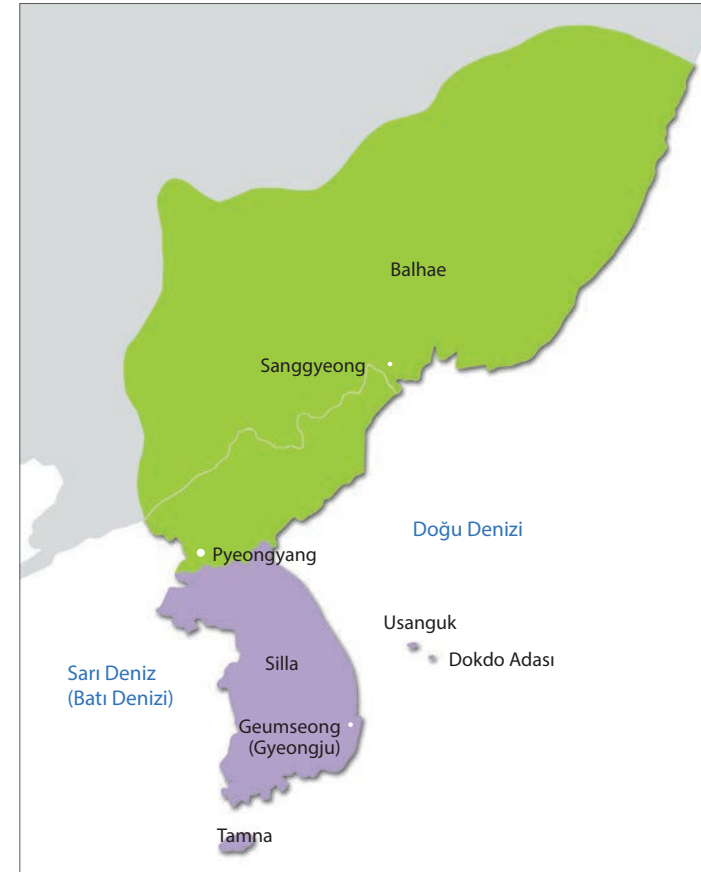 Balhae
Sanggyeong
Doğu Denizi
Pyeongyang
Usanguk
Dokdo Adası
Silla
Sarı Deniz
(Batı Denizi)
Geumseong
(Gyeongju)
Tamna